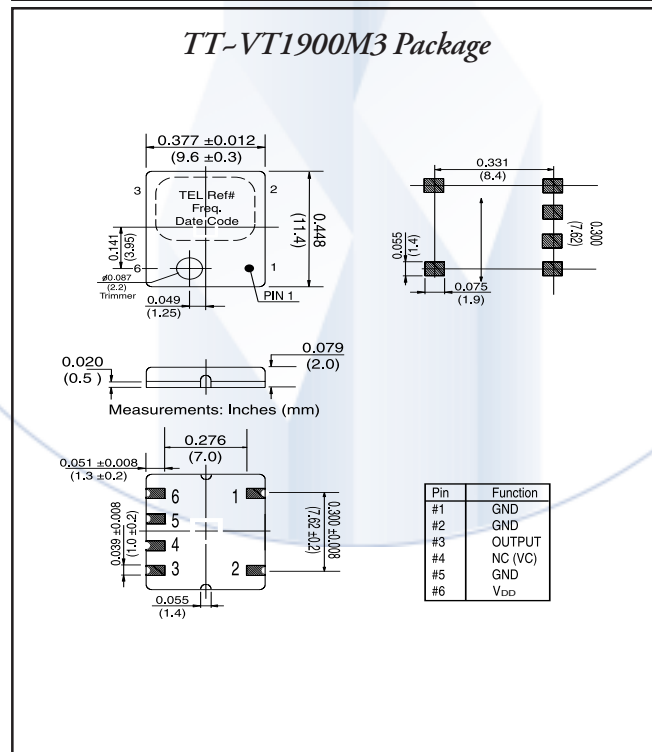 TT~VT1900M3 Package
0.377 ±0.012
(9.6 ±0.3)
3
2
TEL Ref#
Freq.
Date Code
0.448
(11.4)
0.141
(3.95)
6
1
ø0.087
(2.2)
Trimmer
PIN 1
0.049
(1.25)
0.331
(8.4)
0.300
(7.62)
0.055
(1.4)
0.075
(1.9)
0.020
(0.5 )
0.079
(2.0)
Measurements: Inches (mm)
0.276
(7.0)
0.051 ±0.008
(1.3 ±0.2)
6
1
5
4
3
2
0.039 ±0.008
(1.0 ±0.2)
0.300 ±0.008
(7.62 ±0.2)
0.055
(1.4)
Pin Function
#1 GND
#2 GND
#3 OUTPUT
#4 NC (VC)
#5 GND
#6 VDD